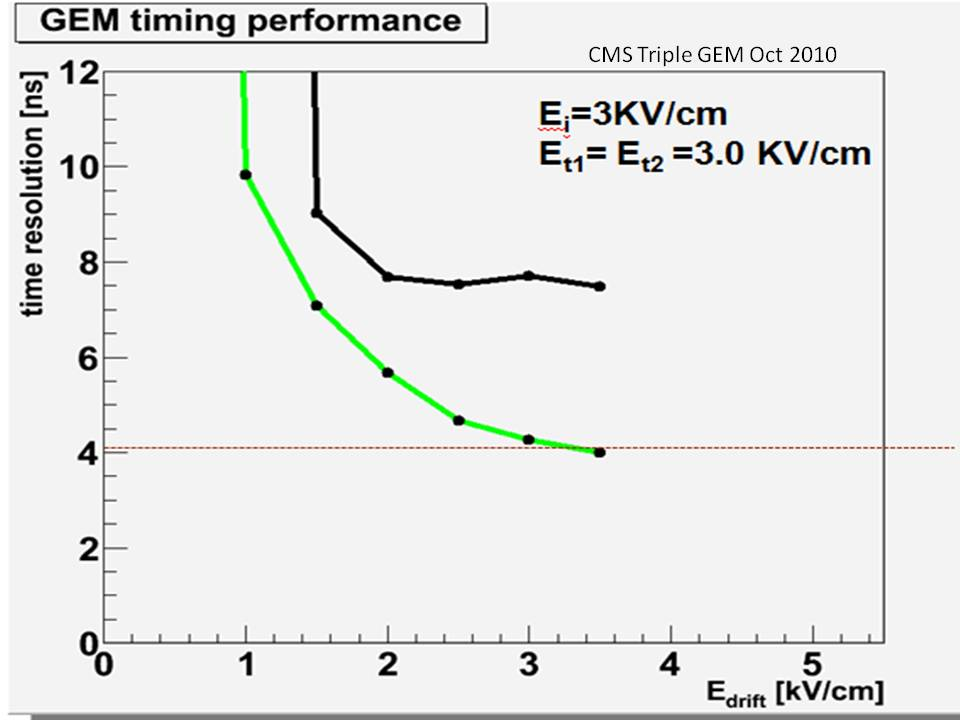 GEM timing performance
CMS Triple GEM Oct 2010
time resolution [ns]
12
10
8
6
4
2
0
Ei=3KV/cm
Et1= Et2 =3.0 KV/cm
0 1 2 3 4 5
Edrift [kV/cm]